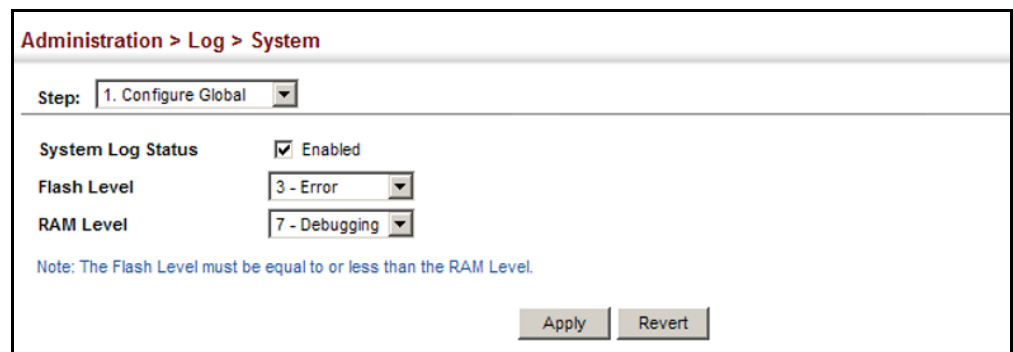 Administration > Log > System
Step: 1. Configure Global
System Log Status Enabled
Flash Level 3 - Error
RAM Level 7 - Debugging
Note: The Flash Level must be equal to or less than the RAM Level.
Apply Revert